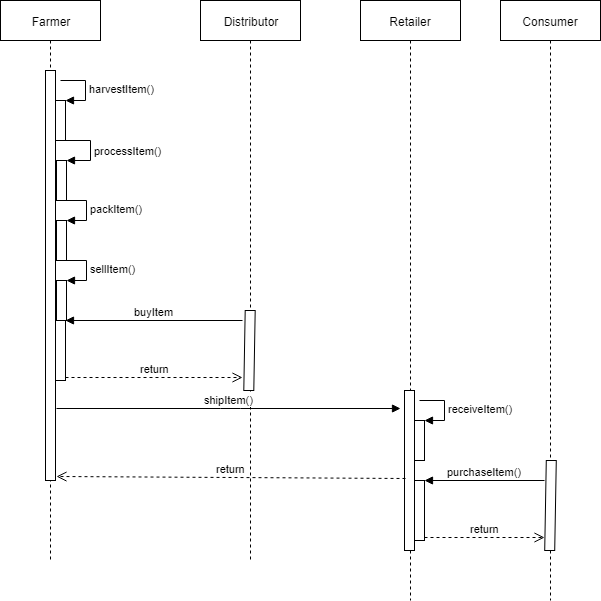 Farmer
Distributor
Retailer
Consumer
harvestItem()
processItem()
packItem()
sellItem()
buyItem
return
shipItem()
receiveItem()
return
purchaseItem()
return